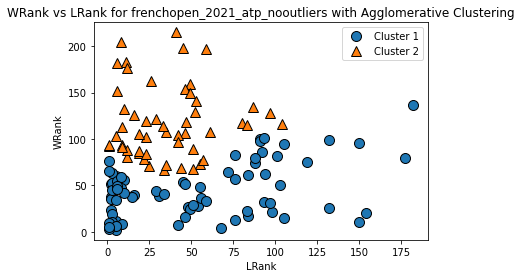 WRank vs LRank for frenchopen_2021_atp_nooutliers with Agglomerative Clustering
Cluster 1
Cluster 2
WRank
200
150
100
50
0
0 25 50 75 100 125 150 175
LRank